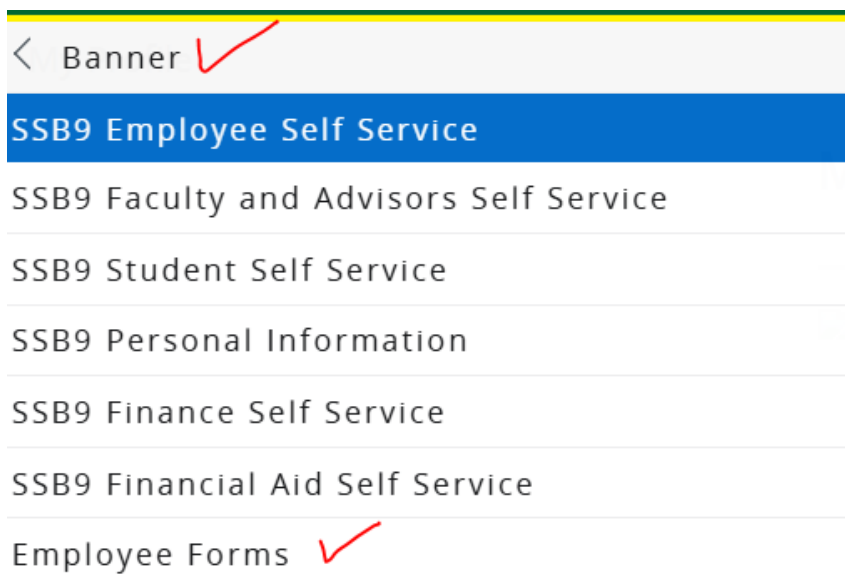 Banner
SSB9 Employee Self Service
SSB9 Faculty and Advisors Self Service
SSB9 Student Self Service
SSB9 Personal Information
SSB9 Finance Self Service
SSB9 Financial Aid Self Service
Employee Forms